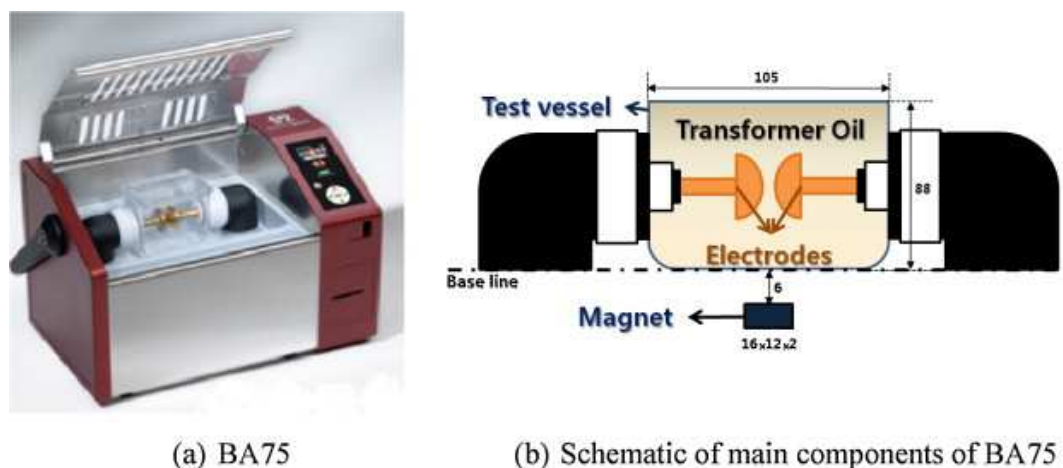 105
Test vessel
Transformer Oil
88
Electrodes
Base line
6
Magnet
16x12x2
(a) BA75
(b) Schematic of main components of BA75